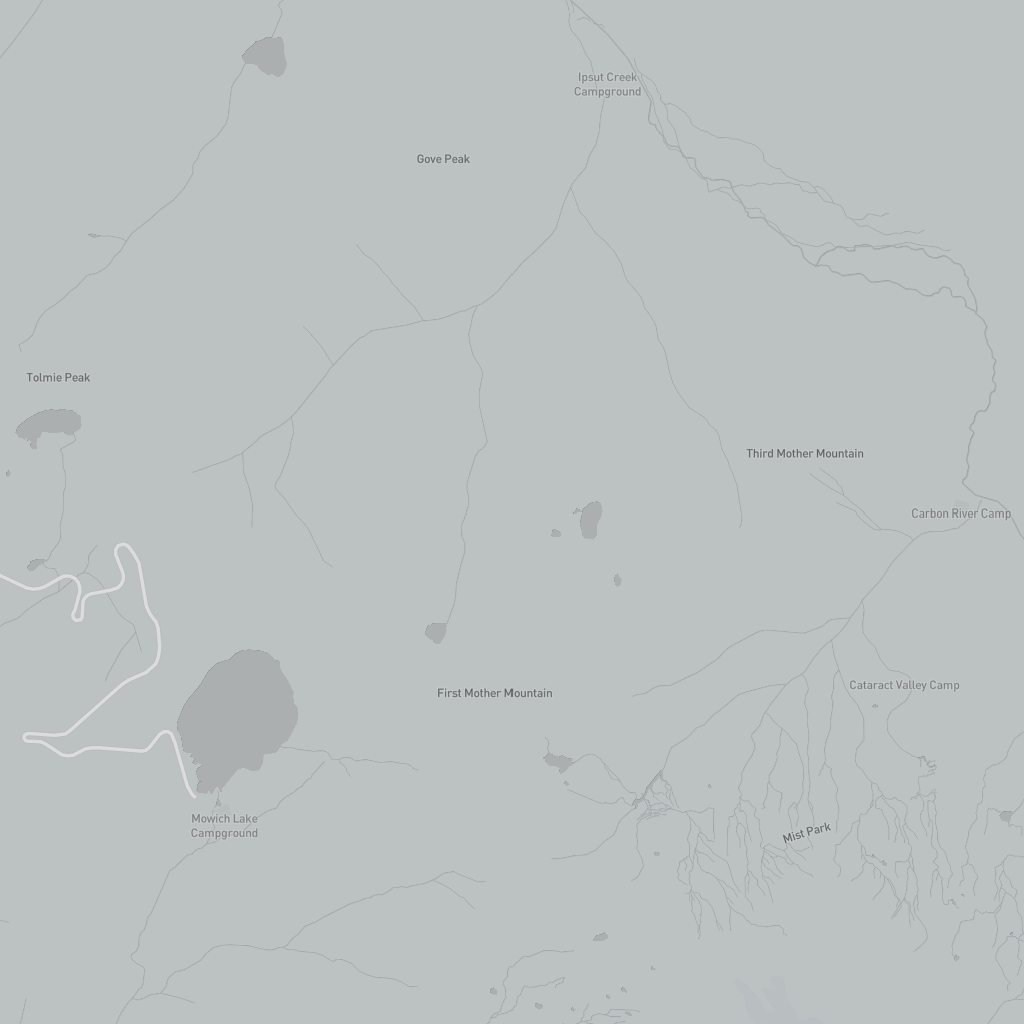 Ipsut Creek
Campground
Gove Peak
Tolmie Peak
Third Mother Mountain
Carbon River Camp
Cataract Valley Camp
First Mother Mountain
Mowich Lake
Campground
Mist Park